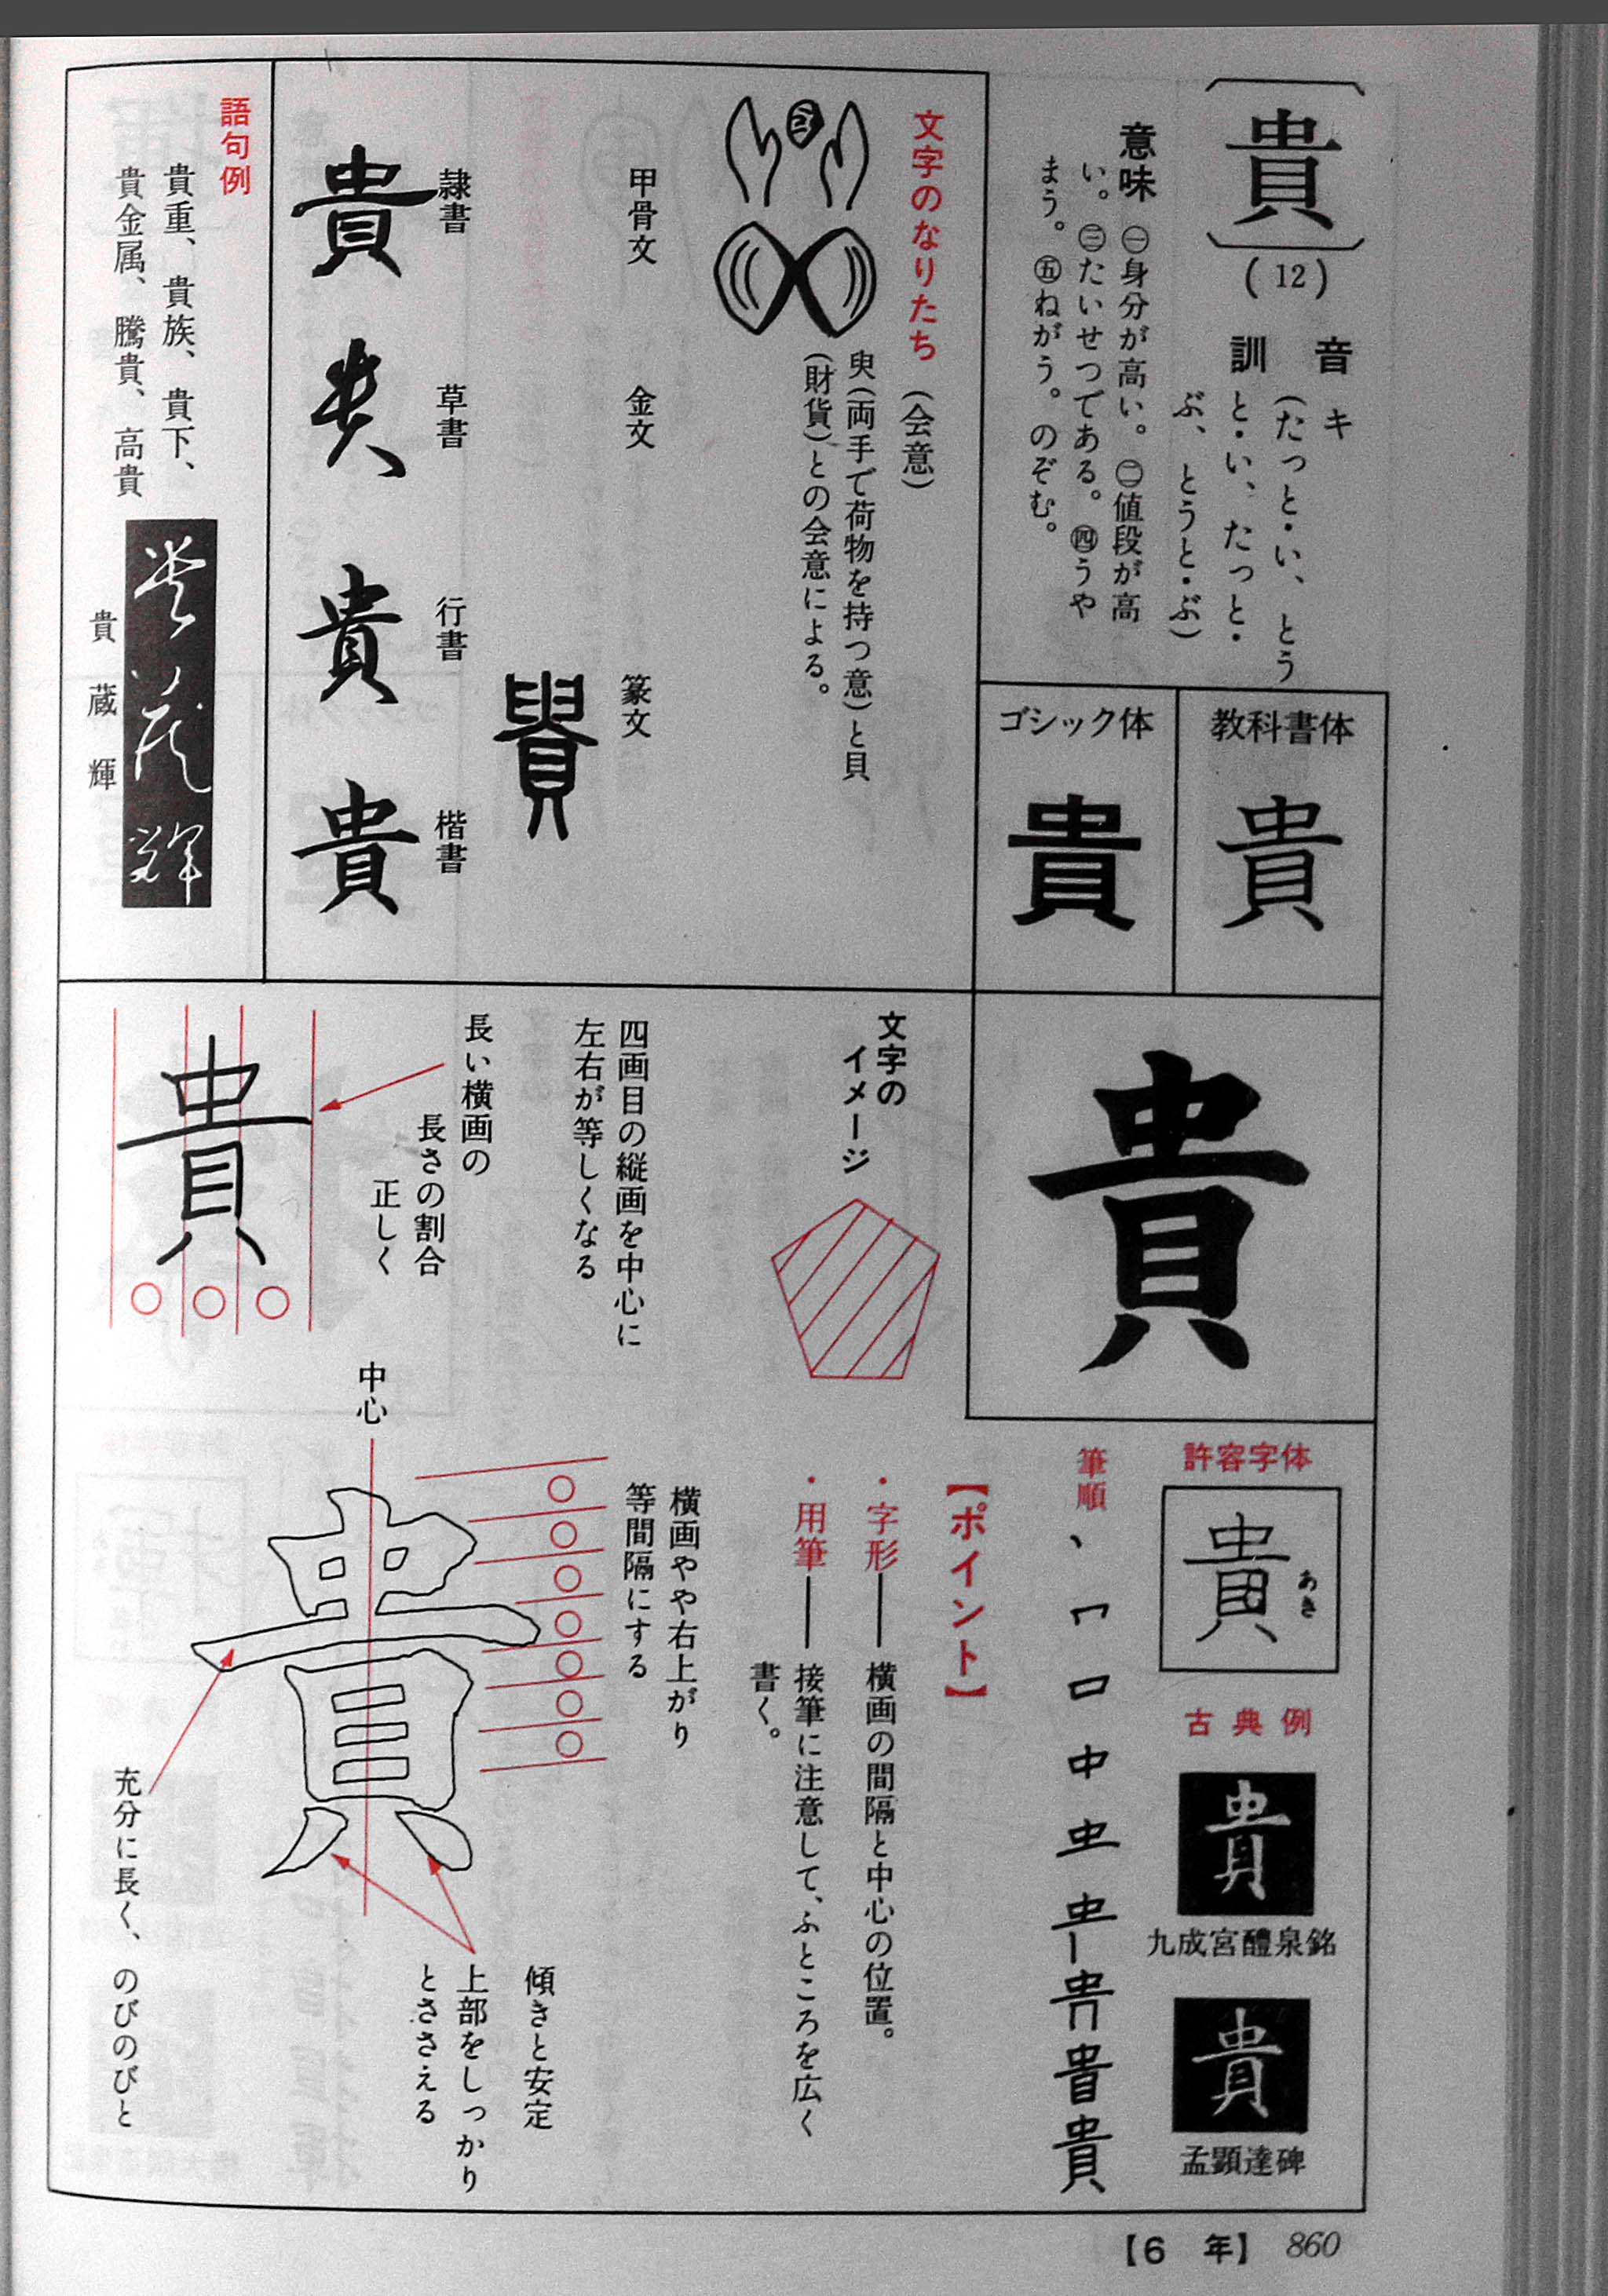 貴
(12)
音 キ
訓 (たっと・い、とう
と・い、たっと・
ぶ、とうと・ぶ)
意味 ㊀身分が高い。㊁値段が高
い。㊂たいせつである。㊃うや
まう。㊄ねがう。のぞむ。
教科書体
貴
ゴシック体
貴
文字のなりたち (会意)
臾(両手で荷物を持つ意)と貝
(財貨)との会意による。
甲骨文
金文
篆文
貴
隷書
貴
草書
貴
行書
貴
楷書
貴
語句例
貴重、貴族、貴下、
貴金属、騰貴、高貴
貴蔵輝
貴蔵輝
貴
許容字体
貴
あき
古典例
貴
九成宮醴泉銘
貴
孟顕達碑
筆順
貴
文字の
イメージ
【ポイント】
・字形――横画の間隔と中心の位置。
・用筆――接筆に注意して、ふところを広く
書く。
四画目の縦画を中心に
左右が等しくなる
長い横画の
長さの割合
正しく
貴
横画やや右上がり
等間隔にする
中心
貴
傾きと安定
上部をしっかり
とささえる
充分に長く、のびのびと
【6 年】 860